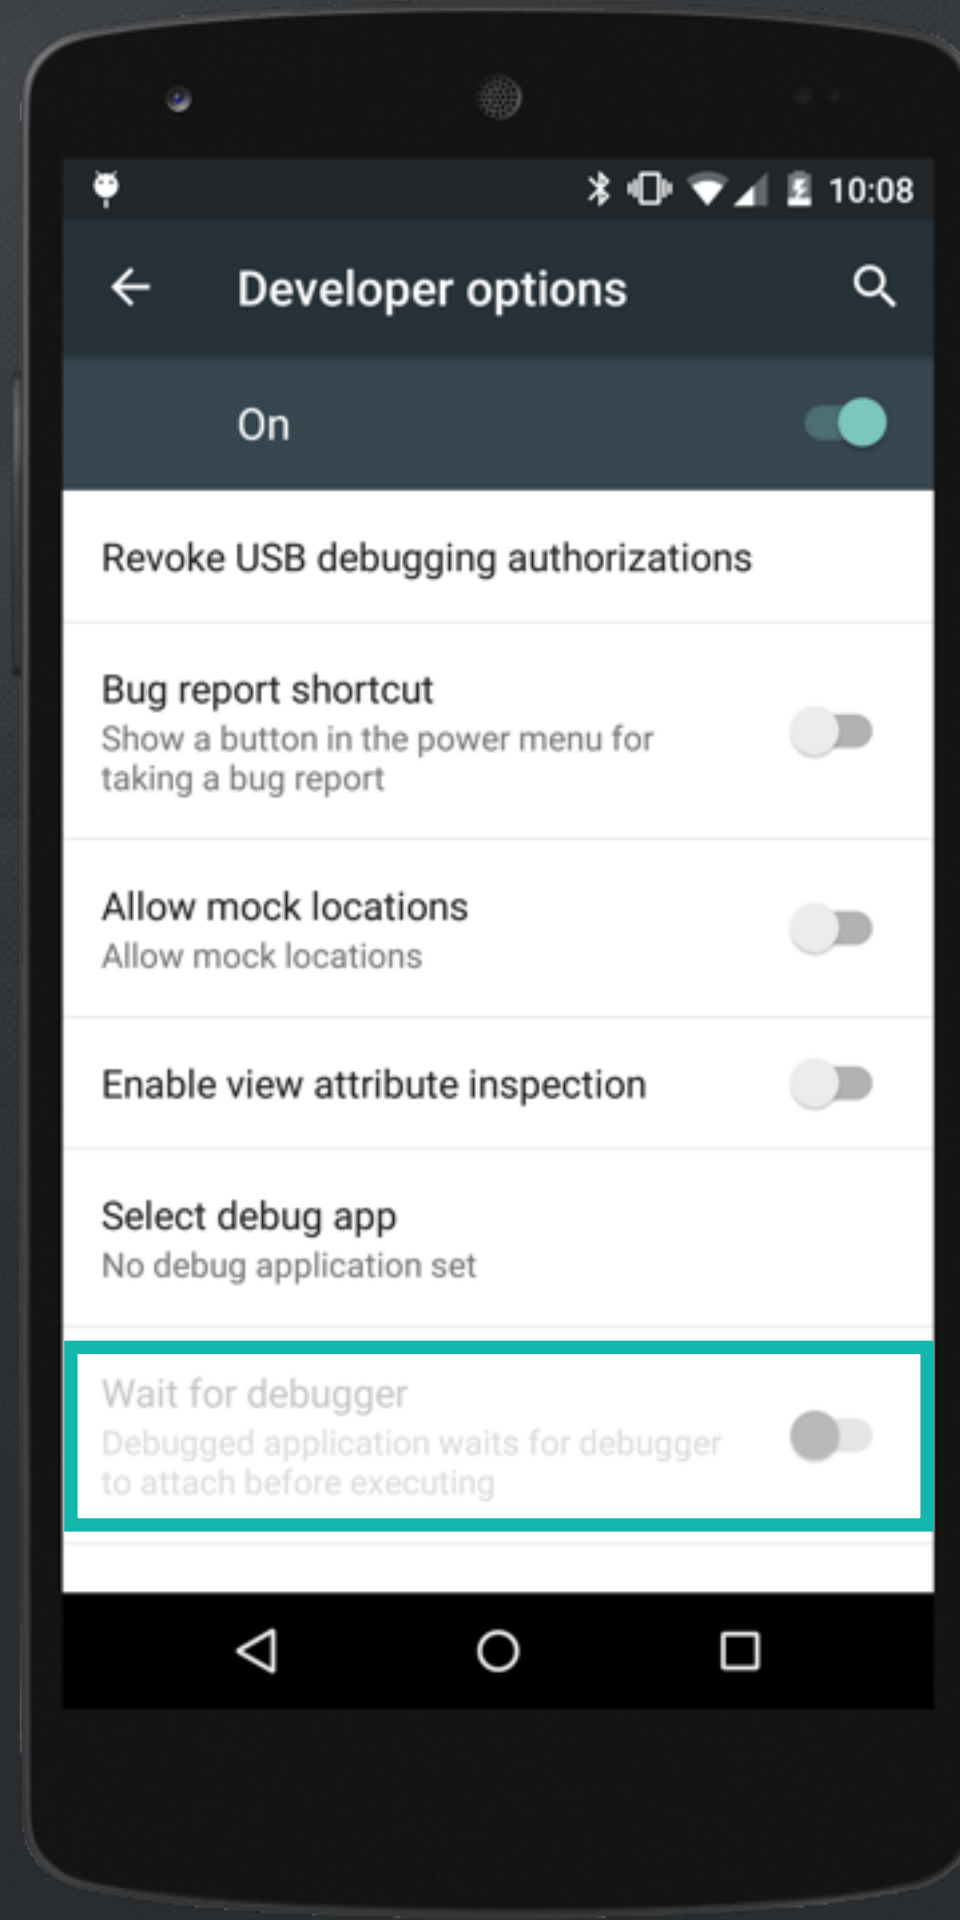 10:08
Developer options
On
Revoke USB debugging authorizations
Bug report shortcut
Show a button in the power menu for
taking a bug report
Allow mock locations
Allow mock locations
Enable view attribute inspection
Select debug app
No debug application set
Wait for debugger
Debugged application waits for debugger
to attach before executing